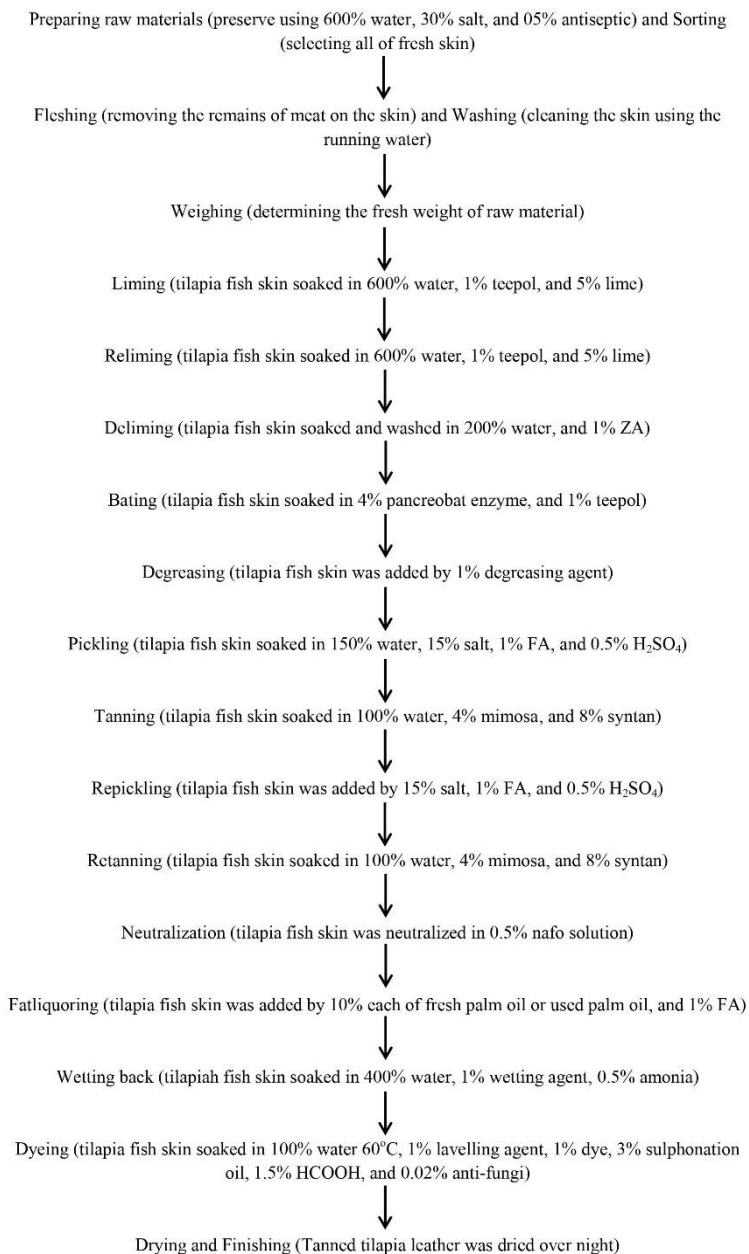 Preparing raw materials (preserve using 600% water, 30% salt, and 05% antiseptic) and Sorting
(selecting all of fresh skin)
Fleshing (removing the remains of meat on the skin) and Washing (cleaning the skin using the
running water)
Weighing (determining the fresh weight of raw material)
Liming (tilapia fish skin soaked in 600% water, 1% teepol, and 5% lime)
Reliming (tilapia fish skin soaked in 600% water, 1% teepol, and 5% lime)
Deliming (tilapia fish skin soaked and washed in 200% water, and 1% ZA)
Bating (tilapia fish skin soaked in 4% pancreobat enzyme, and 1% teepol)
Degreasing (tilapia fish skin was added by 1% degreasing agent)
Pickling (tilapia fish skin soaked in 150% water, 15% salt, 1% FA, and 0.5% H₂SO₄)
Tanning (tilapia fish skin soaked in 100% water, 4% mimosa, and 8% syntan)
Repickling (tilapia fish skin was added by 15% salt, 1% FA, and 0.5% H₂SO₄)
Retanning (tilapia fish skin soaked in 100% water, 4% mimosa, and 8% syntan)
Neutralization (tilapia fish skin was neutralized in 0.5% nafo solution)
Fatliquoring (tilapia fish skin was added by 10% each of fresh palm oil or used palm oil, and 1% FA)
Wetting back (tilapiah fish skin soaked in 400% water, 1% wetting agent, 0.5% amonia)
Dyeing (tilapia fish skin soaked in 100% water 60°C, 1% lavelling agent, 1% dye, 3% sulphonation
oil, 1.5% HCOOH, and 0.02% anti-fungi)
Drying and Finishing (Tanned tilapia leather was dried over night)